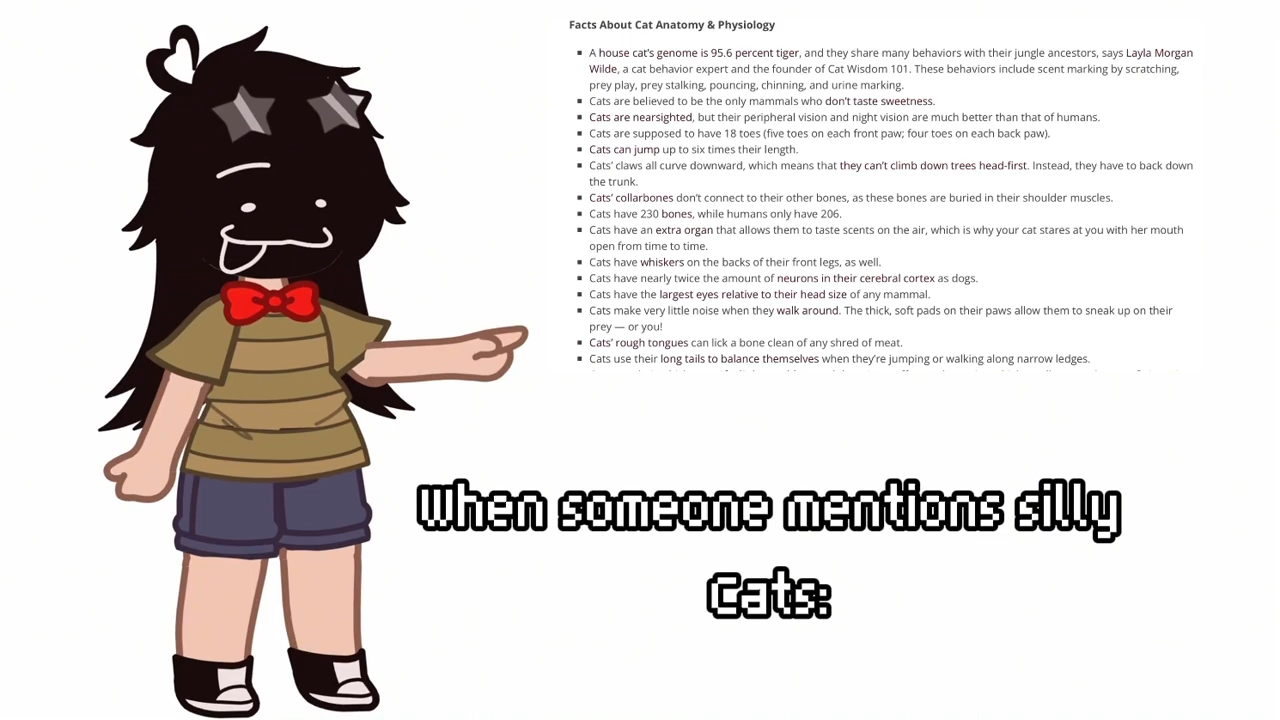 Facts About Cat Anatomy & Physiology
▪ A house cat's genome is 95.6 percent tiger, and they share many behaviors with their jungle ancestors, says Layla Morgan
Wilde, a cat behavior expert and the founder of Cat Wisdom 101. These behaviors include scent marking by scratching,
prey play, prey stalking, pouncing, chinning, and urine marking.
▪ Cats are believed to be the only mammals who don't taste sweetness.
▪ Cats are nearsighted, but their peripheral vision and night vision are much better than that of humans.
▪ Cats are supposed to have 18 toes (five toes on each front paw; four toes on each back paw).
▪ Cats can jump up to six times their length.
▪ Cats' claws all curve downward, which means that they can't climb down trees head-first. Instead, they have to back down
the trunk.
▪ Cats' collarbones don't connect to their other bones, as these bones are buried in their shoulder muscles.
▪ Cats have 230 bones, while humans only have 206.
▪ Cats have an extra organ that allows them to taste scents on the air, which is why your cat stares at you with her mouth
open from time to time.
▪ Cats have whiskers on the backs of their front legs, as well.
▪ Cats have nearly twice the amount of neurons in their cerebral cortex as dogs.
▪ Cats have the largest eyes relative to their head size of any mammal.
▪ Cats make very little noise when they walk around. The thick, soft pads on their paws allow them to sneak up on their
prey — or you!
▪ Cats' rough tongues can lick a bone clean of any shred of meat.
▪ Cats use their long tails to balance themselves when they're jumping or walking along narrow ledges.
When someone mentions silly
Cats: